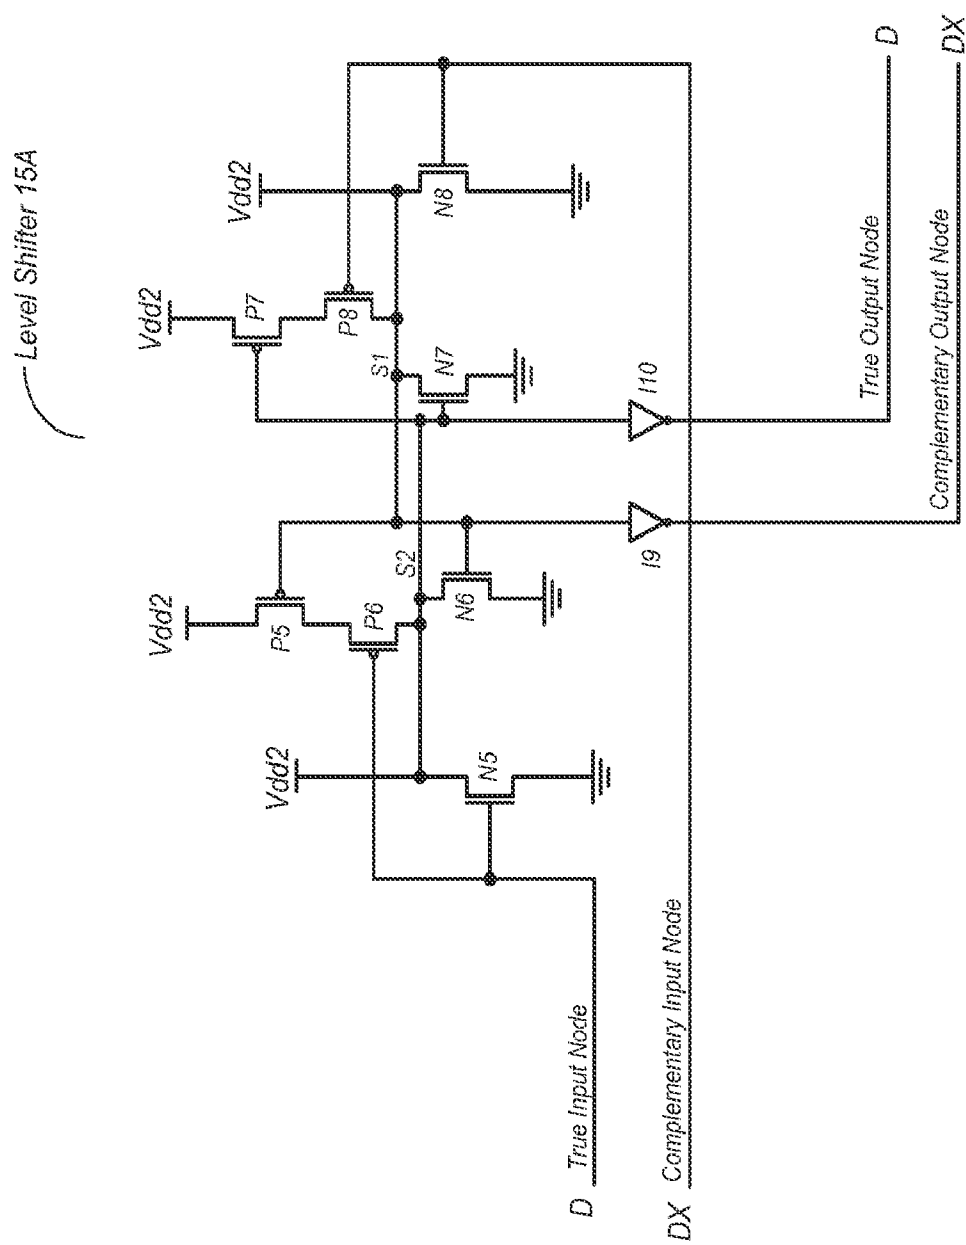 Level Shifter 15A
Vdd2
Vdd2
Vdd2
Vdd2
P5
P6
P7
P8
S1
S2
N5
N6
N7
N8
I9
I10
D
True Input Node
DX
Complementary Input Node
True Output Node
D
Complementary Output Node
DX